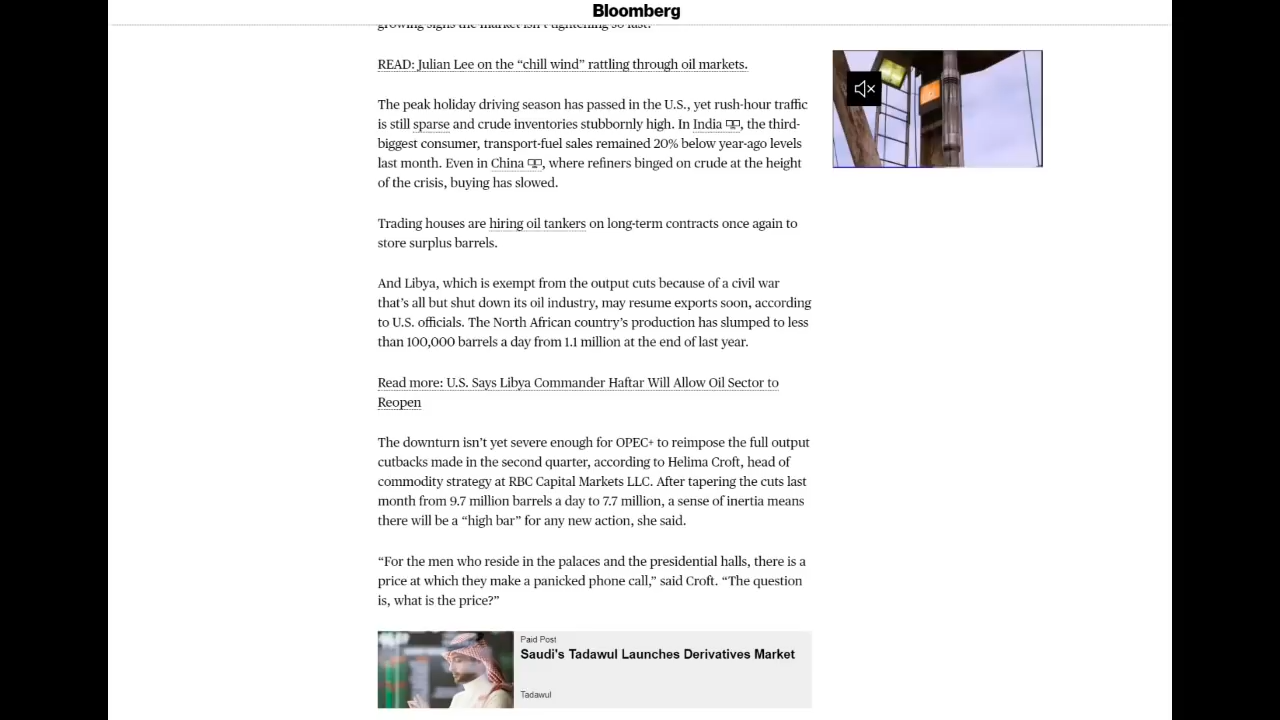 Bloomberg
growing signs the market isn't tightening so fast.
READ: Julian Lee on the “chill wind” rattling through oil markets.
The peak holiday driving season has passed in the U.S., yet rush-hour traffic
is still sparse and crude inventories stubbornly high. In India, the third-
biggest consumer, transport-fuel sales remained 20% below year-ago levels
last month. Even in China, where refiners binged on crude at the height
of the crisis, buying has slowed.
Trading houses are hiring oil tankers on long-term contracts once again to
store surplus barrels.
And Libya, which is exempt from the output cuts because of a civil war
that’s all but shut down its oil industry, may resume exports soon, according
to U.S. officials. The North African country’s production has slumped to less
than 100,000 barrels a day from 1.1 million at the end of last year.
Read more: U.S. Says Libya Commander Haftar Will Allow Oil Sector to
Reopen
The downturn isn’t yet severe enough for OPEC+ to reimpose the full output
cutbacks made in the second quarter, according to Helima Croft, head of
commodity strategy at RBC Capital Markets LLC. After tapering the cuts last
month from 9.7 million barrels a day to 7.7 million, a sense of inertia means
there will be a “high bar” for any new action, she said.
“For the men who reside in the palaces and the presidential halls, there is a
price at which they make a panicked phone call,” said Croft. “The question
is, what is the price?”
Paid Post
Saudi's Tadawul Launches Derivatives Market
Tadawul